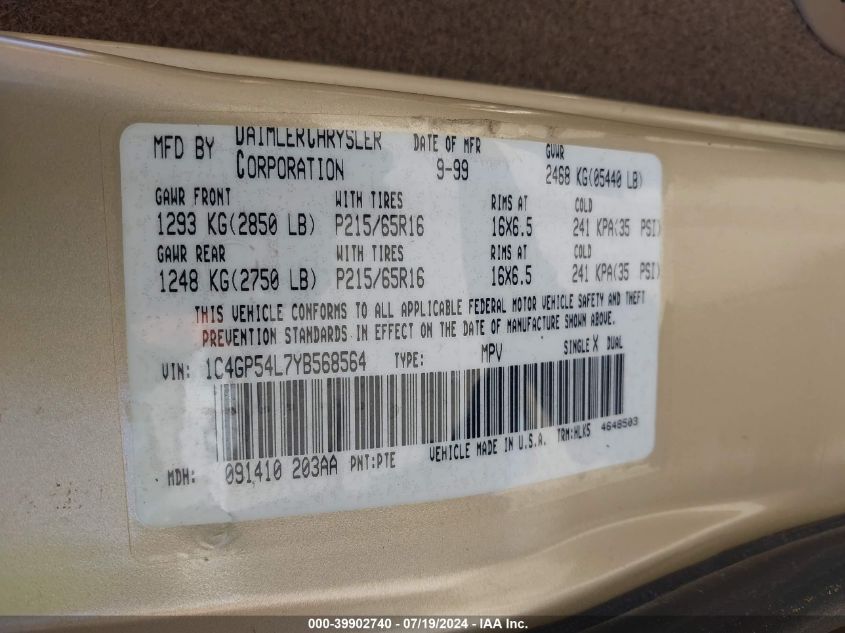 MFD BY DAIMLERCHRYSLER CORPORATION DATE OF MFR 9-99 GVWR 2468 KG(05440 LB)
GAWR FRONT WITH TIRES RIMS AT COLD
1293 KG(2850 LB) P215/65R16 16X6.5 241 KPA(35 PSI)
GAWR REAR WITH TIRES RIMS AT COLD
1248 KG(2750 LB) P215/65R16 16X6.5 241 KPA(35 PSI)
THIS VEHICLE CONFORMS TO ALL APPLICABLE FEDERAL MOTOR VEHICLE SAFETY AND THEFT
PREVENTION STANDARDS IN EFFECT ON THE DATE OF MANUFACTURE SHOWN ABOVE.
VIN: 1C4GP54L7YB568564 TYPE: MPV SINGLE X DUAL
VEHICLE MADE IN U.S.A. TRM:HLK5 4648503
MDH: 091410 203AA PNT:PTE
000-39902740 - 07/19/2024 - IAAI, Inc.